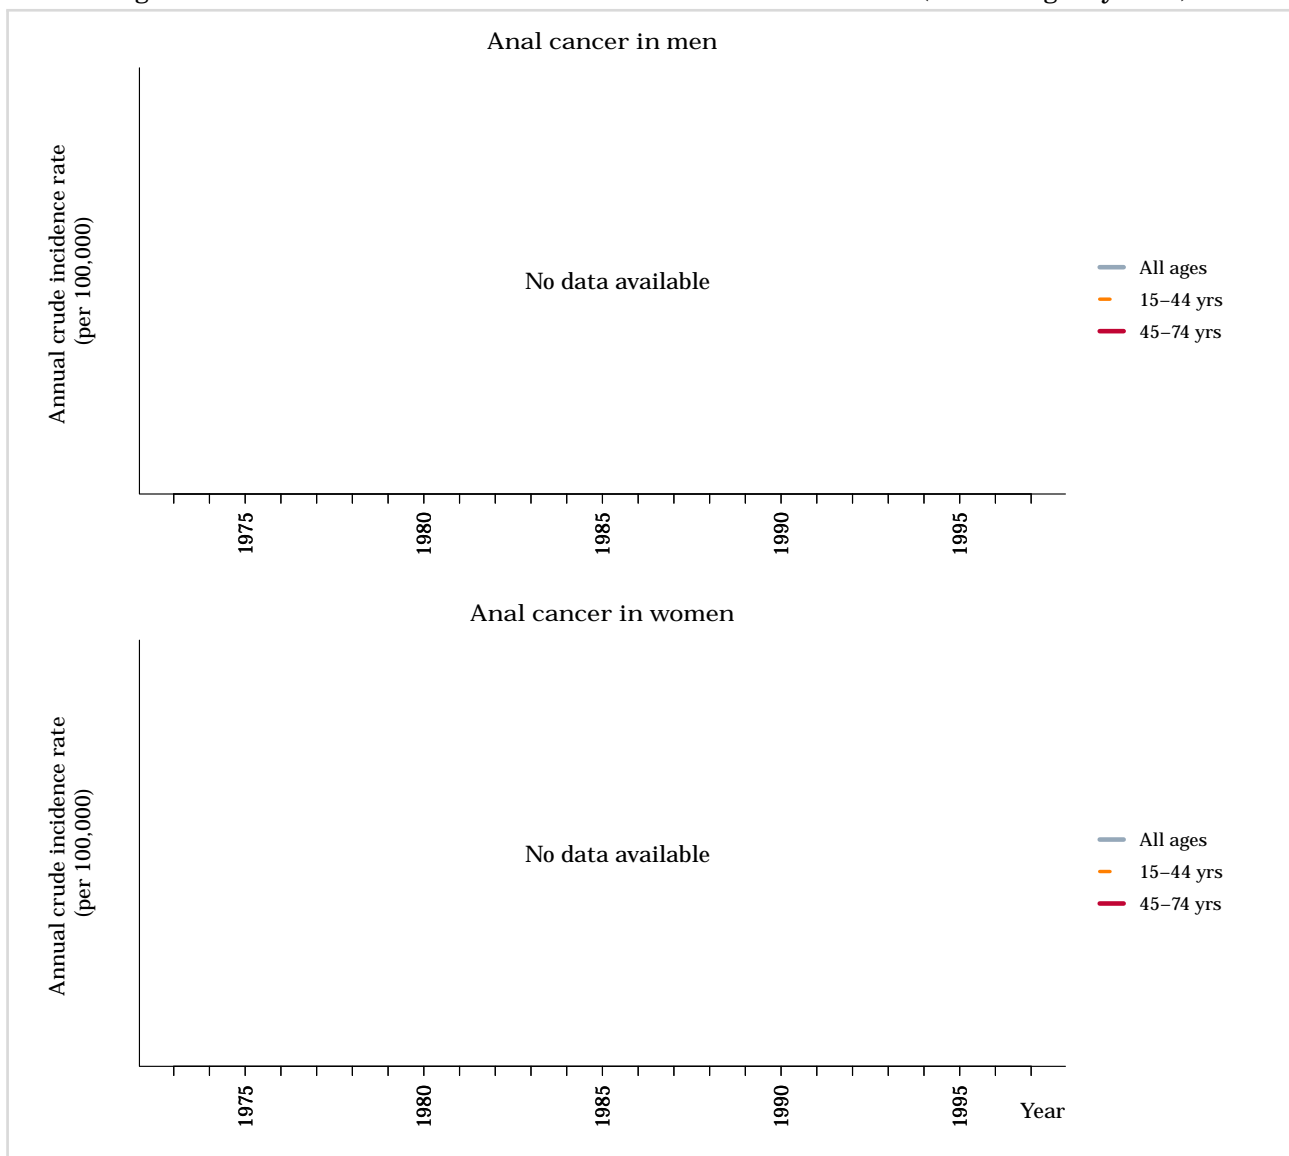 Anal cancer in men
Annual crude incidence rate
(per 100,000)
No data available
All ages
15–44 yrs
45–74 yrs
1975
1980
1985
1990
1995
Anal cancer in women
Annual crude incidence rate
(per 100,000)
No data available
All ages
15–44 yrs
45–74 yrs
1975
1980
1985
1990
1995
Year